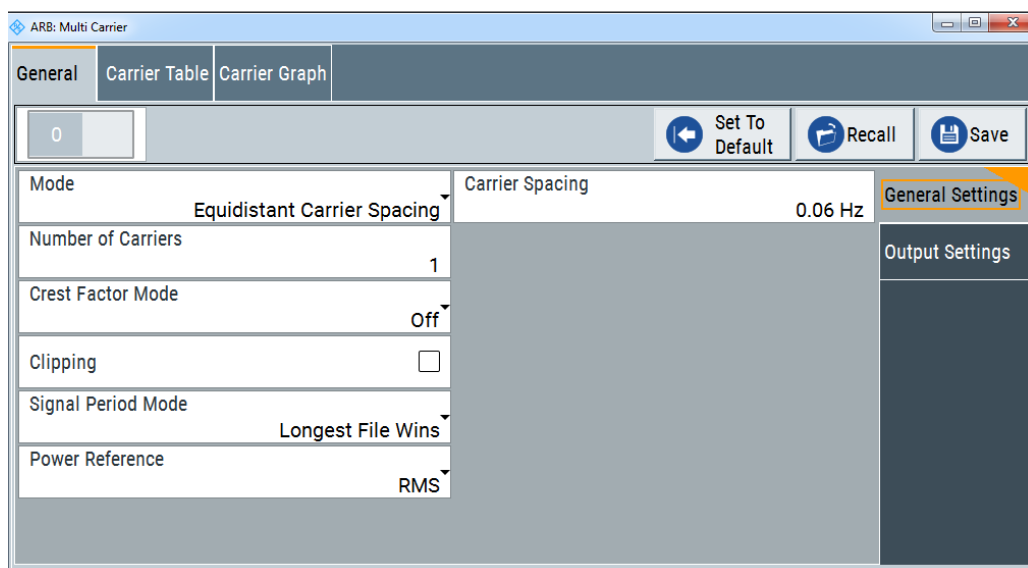 ARB: Multi Carrier
General
Carrier Table
Carrier Graph
0
Set To
Default
Recall
Save
Mode
Equidistant Carrier Spacing
Carrier Spacing
0.06 Hz
General Settings
Number of Carriers
1
Output Settings
Crest Factor Mode
Off
Clipping
Signal Period Mode
Longest File Wins
Power Reference
RMS